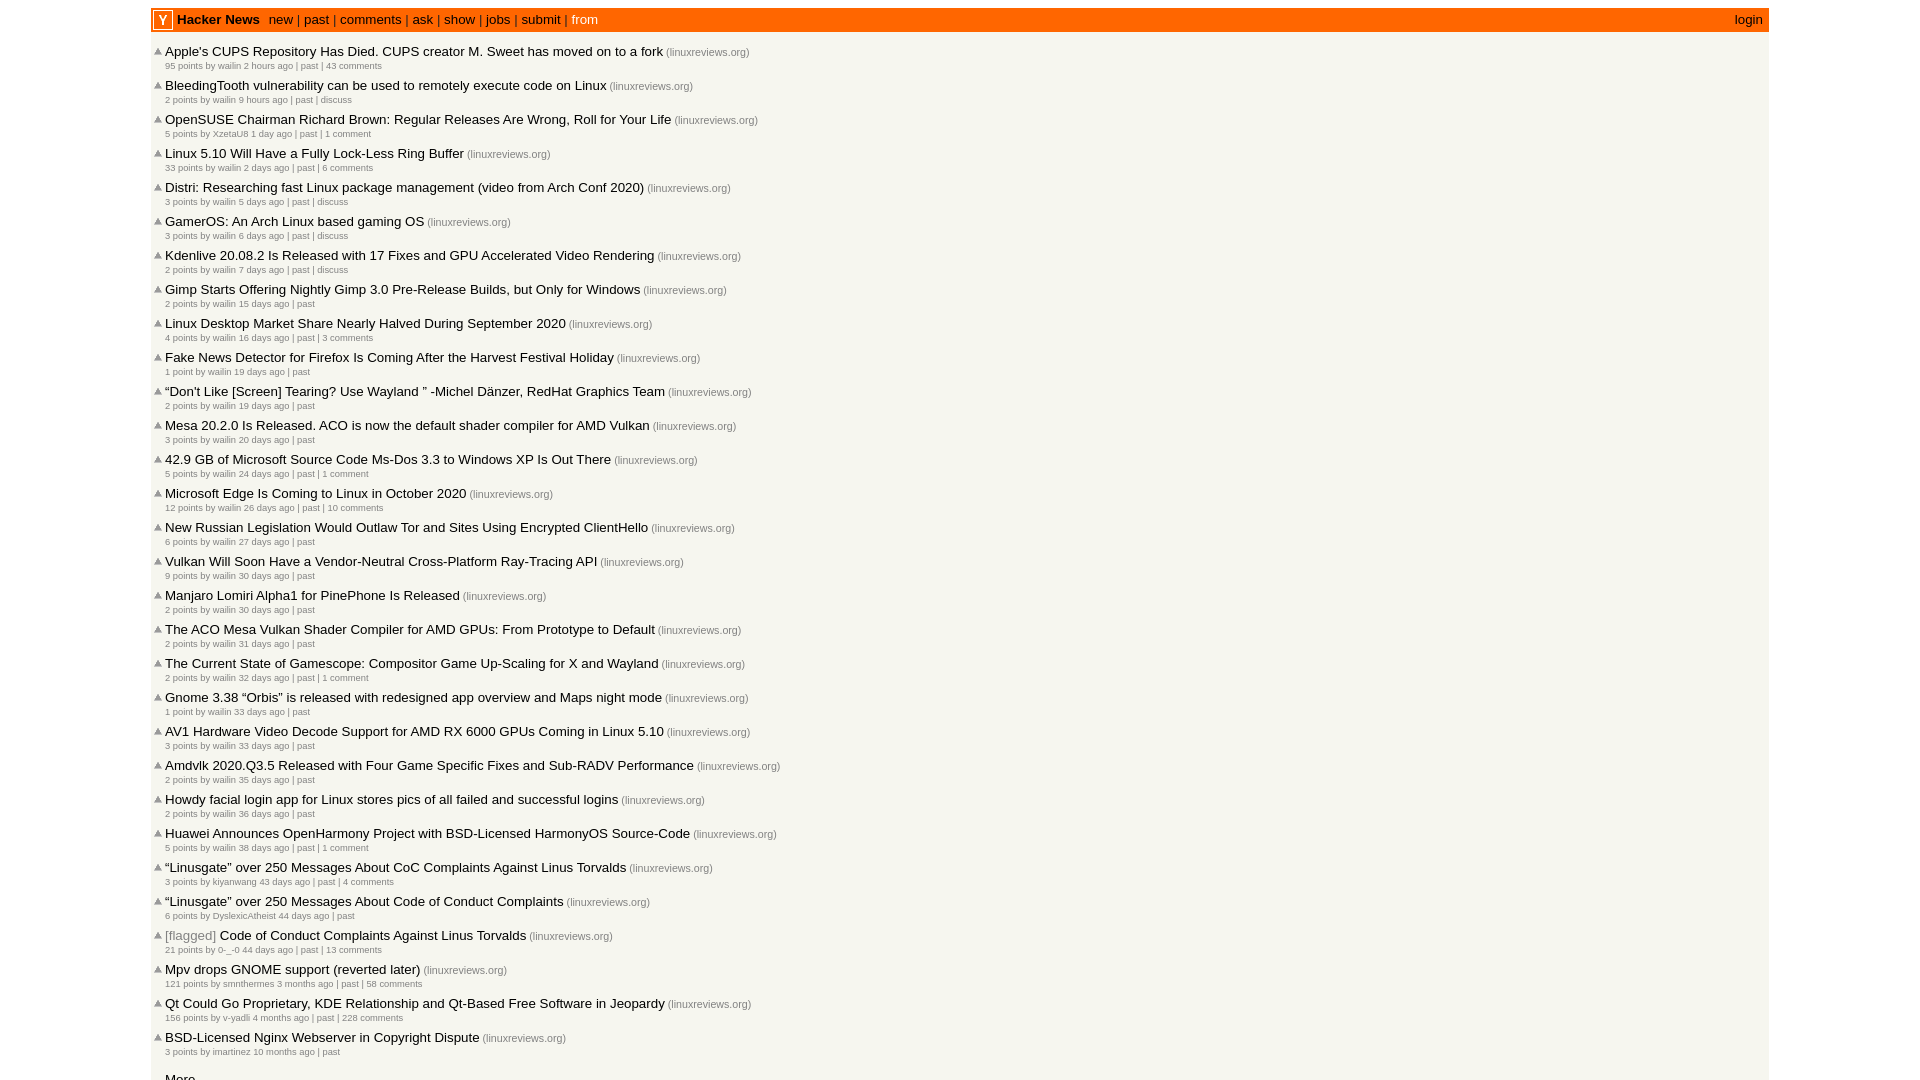 Y Hacker News new | past | comments | ask | show | jobs | submit | from login
Apple's CUPS Repository Has Died. CUPS creator M. Sweet has moved on to a fork (linuxreviews.org)
95 points by wailin 2 hours ago | past | 43 comments
BleedingTooth vulnerability can be used to remotely execute code on Linux (linuxreviews.org)
2 points by wailin 9 hours ago | past | discuss
OpenSUSE Chairman Richard Brown: Regular Releases Are Wrong, Roll for Your Life (linuxreviews.org)
5 points by XzetaU8 1 day ago | past | 1 comment
Linux 5.10 Will Have a Fully Lock-Less Ring Buffer (linuxreviews.org)
33 points by wailin 2 days ago | past | 6 comments
Distri: Researching fast Linux package management (video from Arch Conf 2020) (linuxreviews.org)
3 points by wailin 5 days ago | past | discuss
GamerOS: An Arch Linux based gaming OS (linuxreviews.org)
3 points by wailin 6 days ago | past | discuss
Kdenlive 20.08.2 Is Released with 17 Fixes and GPU Accelerated Video Rendering (linuxreviews.org)
2 points by wailin 7 days ago | past | discuss
Gimp Starts Offering Nightly Gimp 3.0 Pre-Release Builds, but Only for Windows (linuxreviews.org)
2 points by wailin 15 days ago | past
Linux Desktop Market Share Nearly Halved During September 2020 (linuxreviews.org)
4 points by wailin 16 days ago | past | 3 comments
Fake News Detector for Firefox Is Coming After the Harvest Festival Holiday (linuxreviews.org)
1 point by wailin 19 days ago | past
“Don't Like [Screen] Tearing? Use Wayland ” -Michel Dänzer, RedHat Graphics Team (linuxreviews.org)
2 points by wailin 19 days ago | past
Mesa 20.2.0 Is Released. ACO is now the default shader compiler for AMD Vulkan (linuxreviews.org)
3 points by wailin 20 days ago | past
42.9 GB of Microsoft Source Code Ms-Dos 3.3 to Windows XP Is Out There (linuxreviews.org)
5 points by wailin 24 days ago | past | 1 comment
Microsoft Edge Is Coming to Linux in October 2020 (linuxreviews.org)
12 points by wailin 26 days ago | past | 10 comments
New Russian Legislation Would Outlaw Tor and Sites Using Encrypted ClientHello (linuxreviews.org)
6 points by wailin 27 days ago | past
Vulkan Will Soon Have a Vendor-Neutral Cross-Platform Ray-Tracing API (linuxreviews.org)
9 points by wailin 30 days ago | past
Manjaro Lomiri Alpha1 for PinePhone Is Released (linuxreviews.org)
2 points by wailin 30 days ago | past
The ACO Mesa Vulkan Shader Compiler for AMD GPUs: From Prototype to Default (linuxreviews.org)
2 points by wailin 31 days ago | past
The Current State of Gamescope: Compositor Game Up-Scaling for X and Wayland (linuxreviews.org)
2 points by wailin 32 days ago | past | 1 comment
Gnome 3.38 “Orbis” is released with redesigned app overview and Maps night mode (linuxreviews.org)
1 point by wailin 33 days ago | past
AV1 Hardware Video Decode Support for AMD RX 6000 GPUs Coming in Linux 5.10 (linuxreviews.org)
3 points by wailin 33 days ago | past
Amdvlk 2020.Q3.5 Released with Four Game Specific Fixes and Sub-RADV Performance (linuxreviews.org)
2 points by wailin 35 days ago | past
Howdy facial login app for Linux stores pics of all failed and successful logins (linuxreviews.org)
2 points by wailin 36 days ago | past
Huawei Announces OpenHarmony Project with BSD-Licensed HarmonyOS Source-Code (linuxreviews.org)
5 points by wailin 38 days ago | past | 1 comment
“Linusgate” over 250 Messages About CoC Complaints Against Linus Torvalds (linuxreviews.org)
3 points by kiyanwang 43 days ago | past | 4 comments
“Linusgate” over 250 Messages About Code of Conduct Complaints (linuxreviews.org)
6 points by DyslexicAtheist 44 days ago | past
[flagged] Code of Conduct Complaints Against Linus Torvalds (linuxreviews.org)
21 points by 0-_-0 44 days ago | past | 13 comments
Mpv drops GNOME support (reverted later) (linuxreviews.org)
121 points by smnthermes 3 months ago | past | 58 comments
Qt Could Go Proprietary, KDE Relationship and Qt-Based Free Software in Jeopardy (linuxreviews.org)
156 points by v-yadli 4 months ago | past | 228 comments
BSD-Licensed Nginx Webserver in Copyright Dispute (linuxreviews.org)
3 points by imartinez 10 months ago | past
More